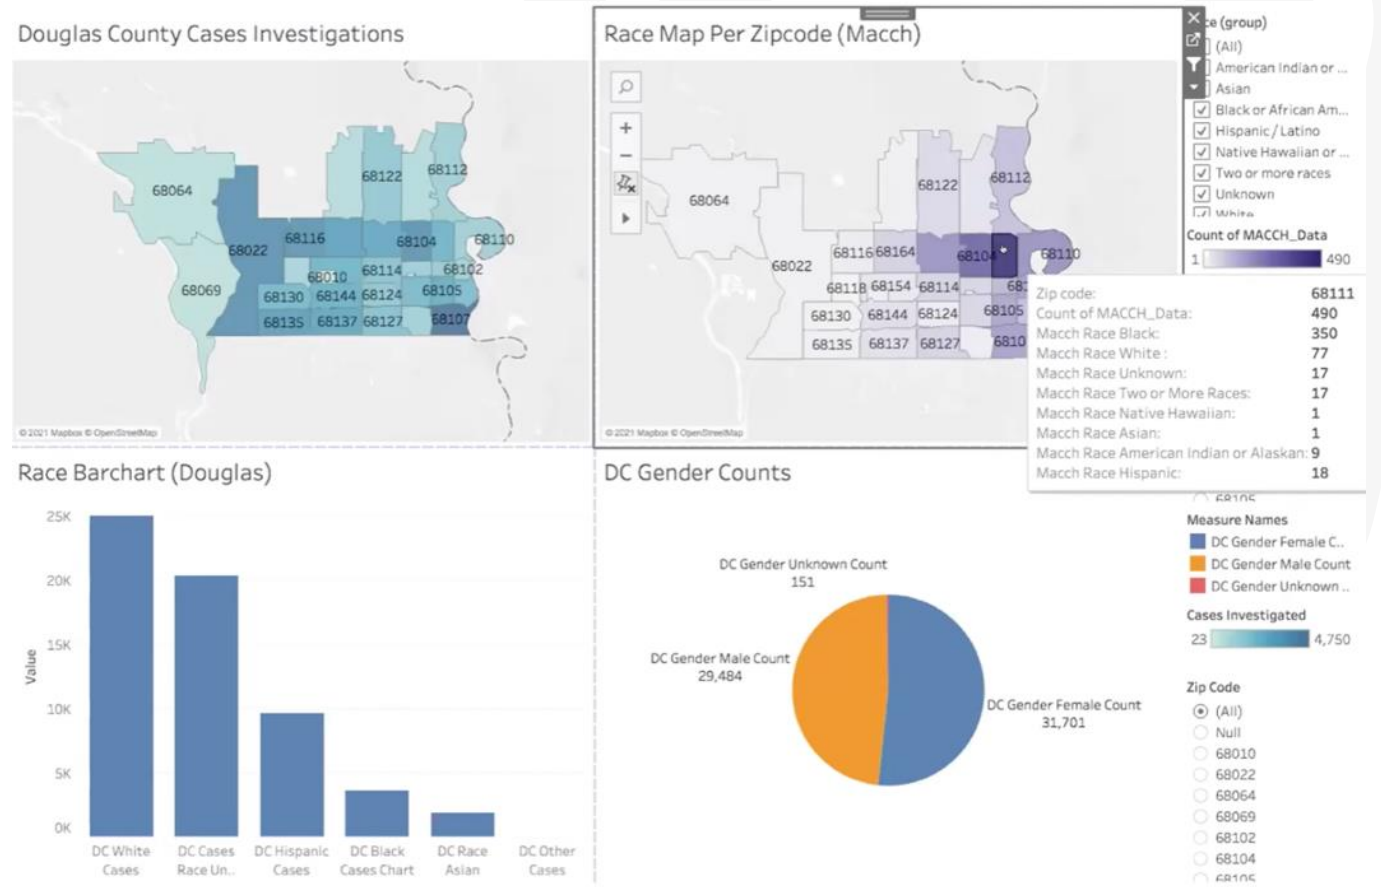 Douglas County Cases Investigations
68064
68122
68112
68022
68116
68104
68110
68010
68114
68102
68069
68130
68144
68124
68105
68135
68137
68127
68107
© 2021 Mapbox © OpenStreetMap
Race Map Per Zipcode (Macch)
68064
68122
68112
68022
68116
68164
68104
68110
68118
68154
68114
681
68130
68144
68124
68105
68135
68137
68127
6810
© 2021 Mapbox © OpenStreetMap
ce (group)
(All)
American Indian or ...
Asian
Black or African Am...
Hispanic / Latino
Native Hawaiian or ...
Two or more races
Unknown
White
Count of MACCH_Data
1 490
Zip code: 68111
Count of MACCH_Data: 490
Macch Race Black: 350
Macch Race White : 77
Macch Race Unknown: 17
Macch Race Two or More Races: 17
Macch Race Native Hawaiian: 1
Macch Race Asian: 1
Macch Race American Indian or Alaskan: 9
Macch Race Hispanic: 18
68105
Race Barchart (Douglas)
25K
20K
15K
10K
5K
0K
Value
DC White
Cases
DC Cases
Race Un..
DC Hispanic
Cases
DC Black
Cases Chart
DC Race
Asian
DC Other
Cases
DC Gender Counts
DC Gender Unknown Count
151
DC Gender Male Count
29,484
DC Gender Female Count
31,701
Measure Names
DC Gender Female C..
DC Gender Male Count
DC Gender Unknown ..
Cases Investigated
23 4,750
Zip Code
(All)
Null
68010
68022
68064
68069
68102
68104
68105